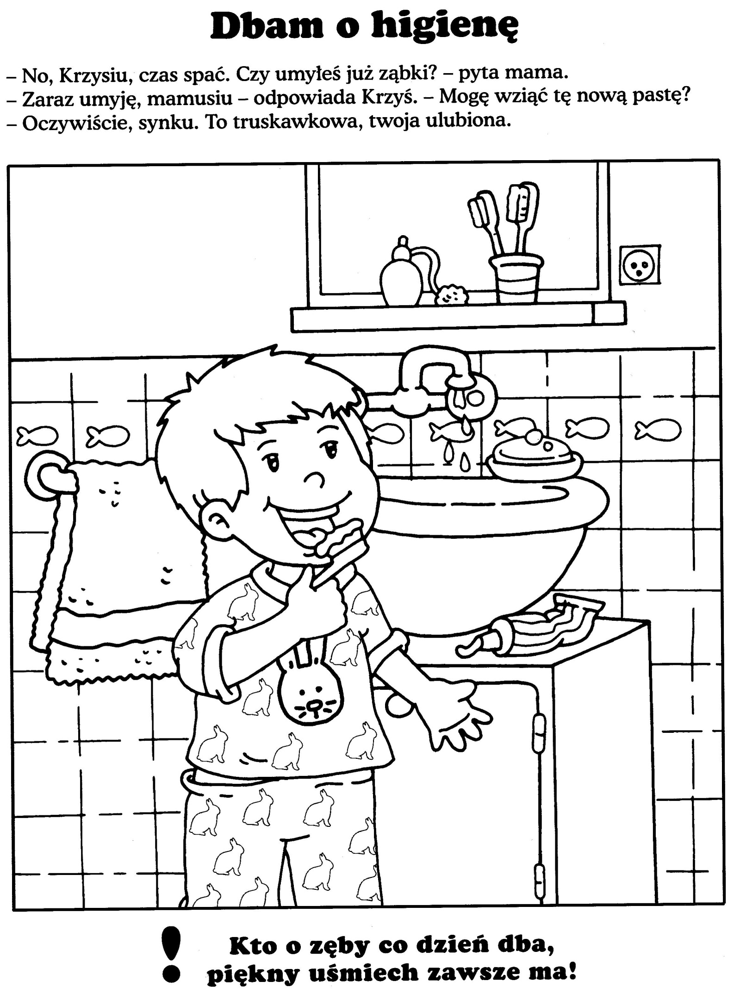 Dbam o higienę
– No, Krzysiu, czas spać. Czy umyłeś już ząbki? – pyta mama.
– Zaraz umyję, mamusiu – odpowiada Krzyś. – Mogę wziąć tę nową pastę?
– Oczywiście, synku. To truskawkowa, twoja ulubiona.
! Kto o zęby co dzień dba,
piękny uśmiech zawsze ma!